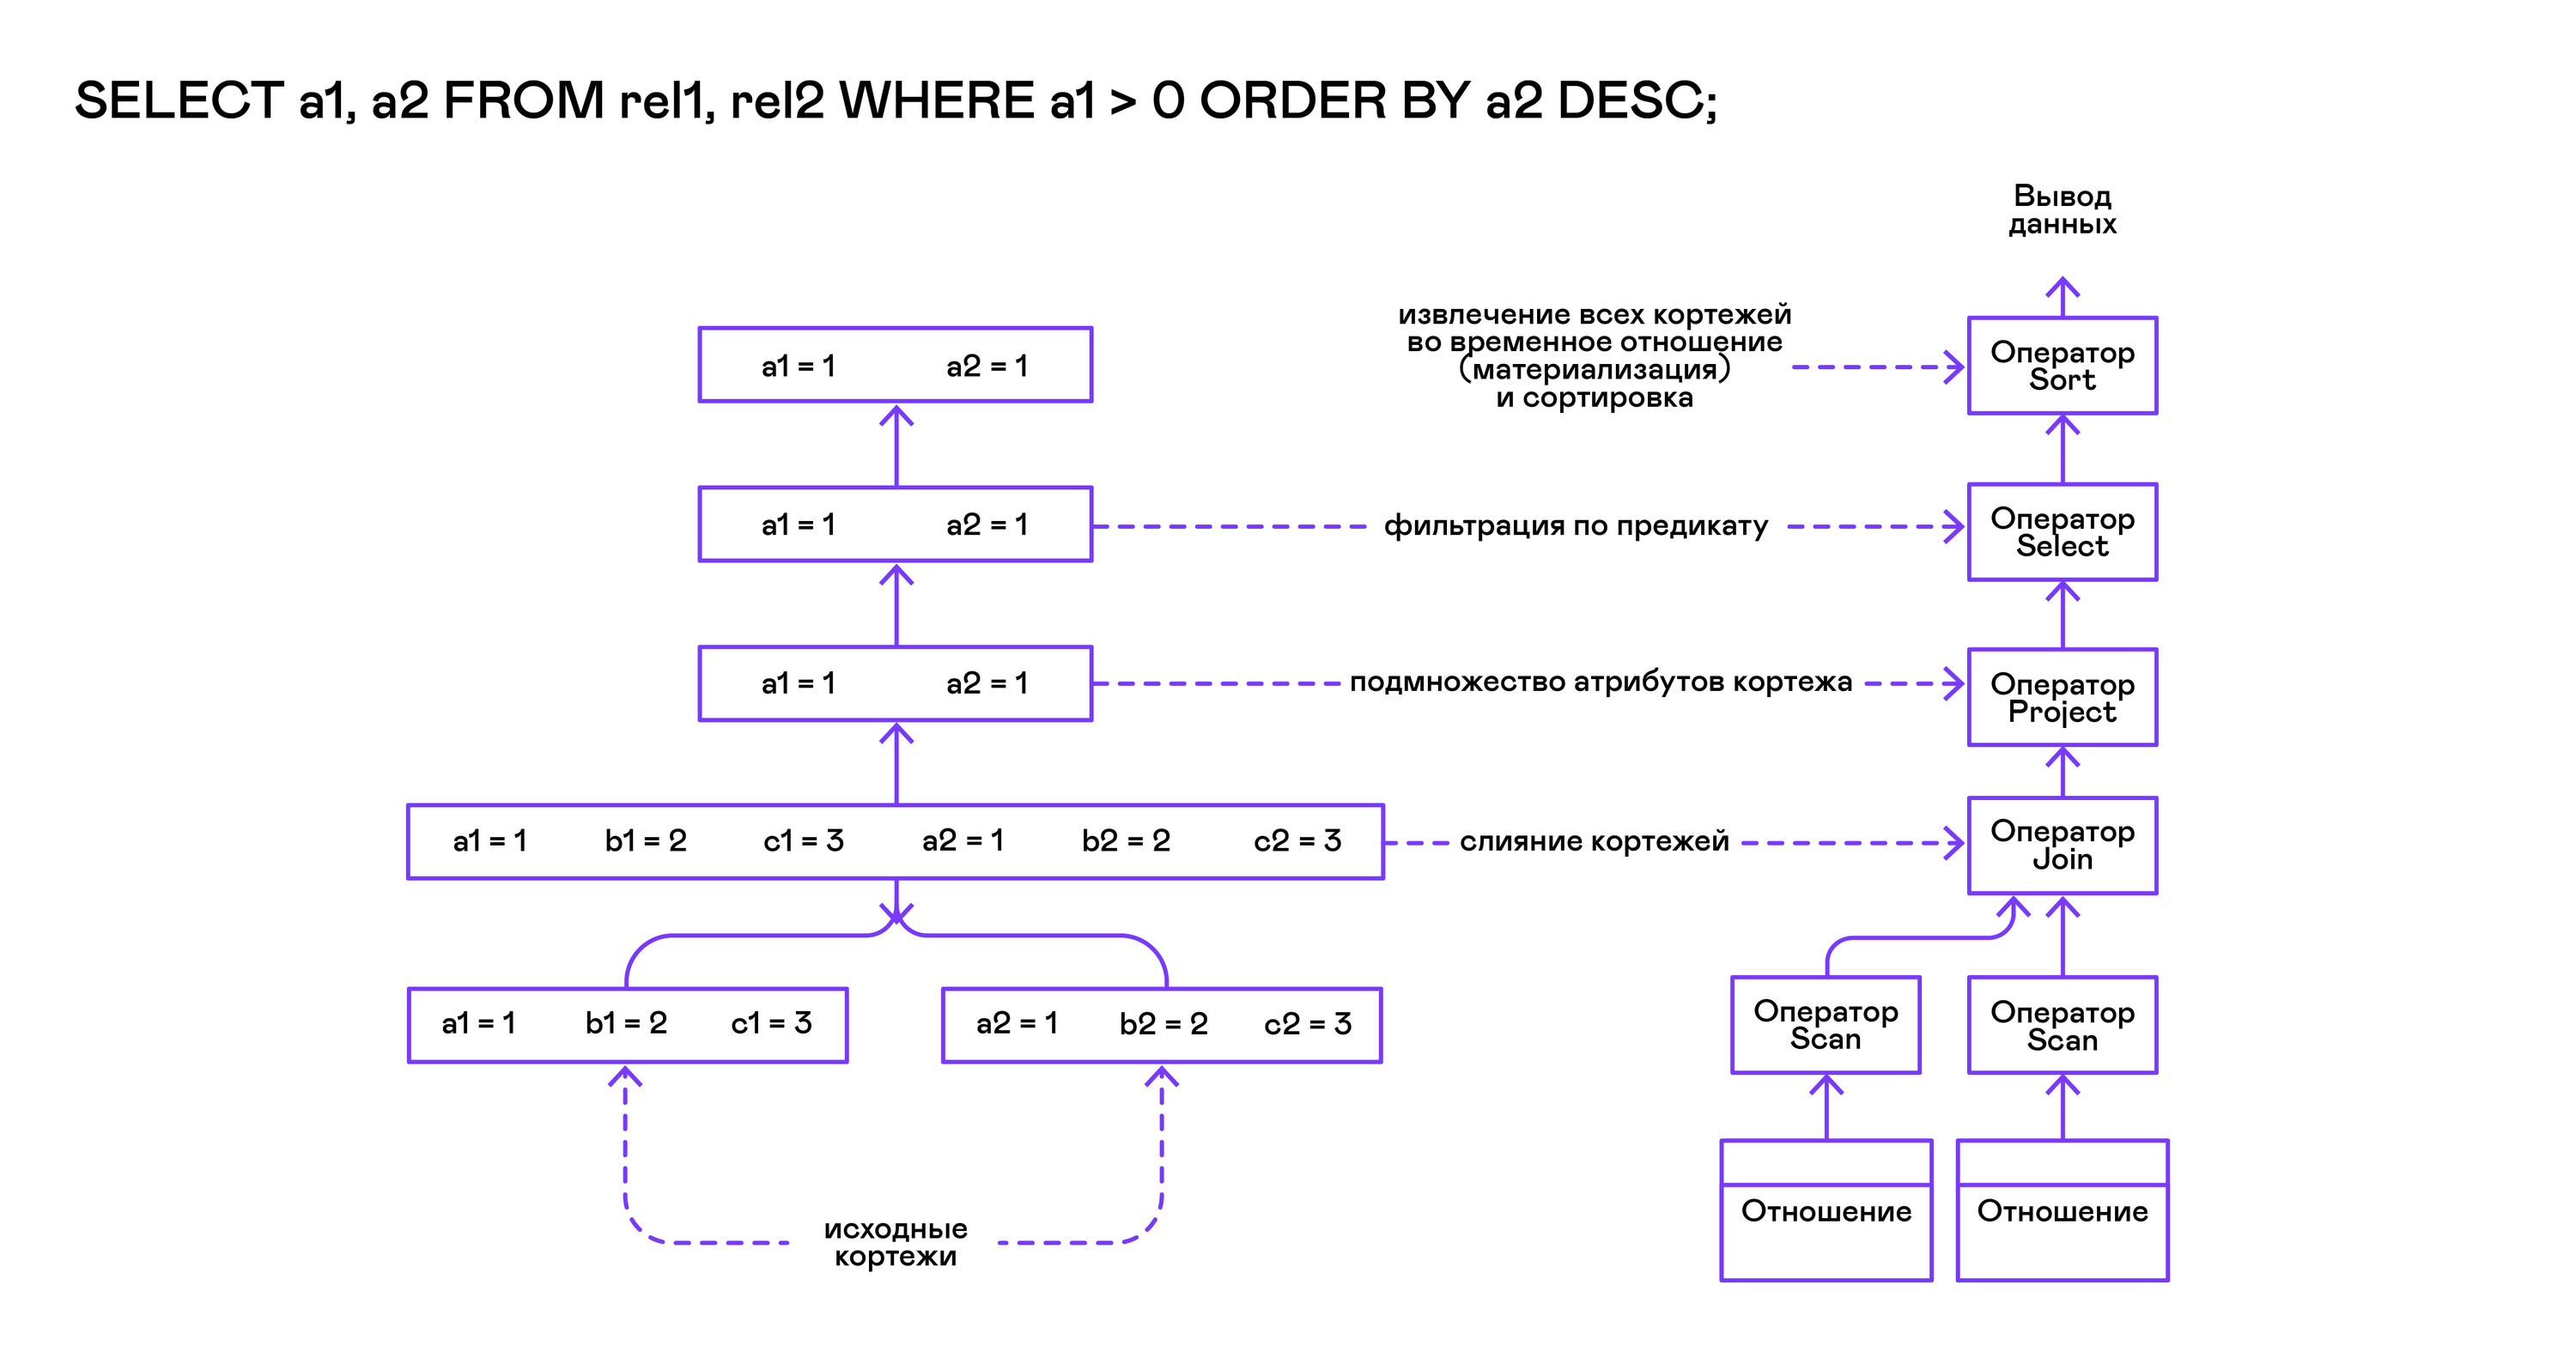 SELECT a1, a2 FROM rel1, rel2 WHERE a1 > 0 ORDER BY a2 DESC;
Вывод
данных
извлечение всех кортежей
во временное отношение
(материализация)
и сортировка
Оператор
Sort
a1 = 1 a2 = 1
a1 = 1 a2 = 1
фильтрация по предикату
Оператор
Select
a1 = 1 a2 = 1
подмножество атрибутов кортежа
Оператор
Project
a1 = 1 b1 = 2 c1 = 3 a2 = 1 b2 = 2 c2 = 3
слияние кортежей
Оператор
Join
a1 = 1 b1 = 2 c1 = 3
a2 = 1 b2 = 2 c2 = 3
Оператор
Scan
Оператор
Scan
исходные
кортежи
Отношение
Отношение